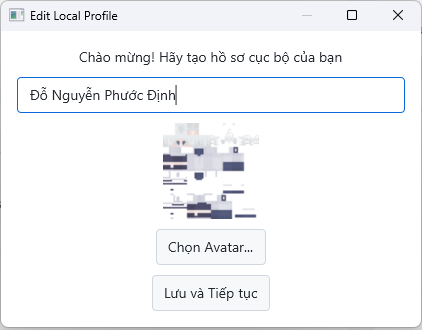 Edit Local Profile
Chào mừng! Hãy tạo hồ sơ cục bộ của bạn
Đỗ Nguyễn Phước Định
Chọn Avatar...
Lưu và Tiếp tục